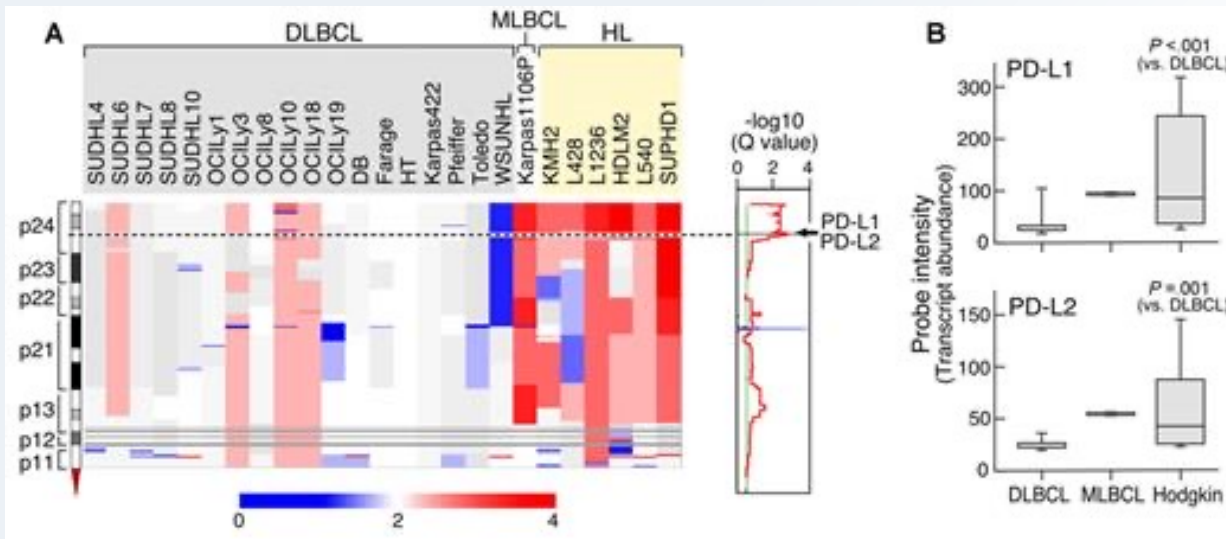 A
DLBCL
MLBCL
HL
SUDHL4
SUDHL6
SUDHL7
SUDHL8
SUDHL10
OCILy1
OCILy3
OCILy8
OCILy10
OCILy18
OCILy19
DB
Farage
HT
Karpas422
Pfeiffer
Toledo
WSUNHL
Karpas1106P
KMH2
L428
L1236
HDLM2
L540
SUPHD1
-log10
(Q value)
0 2 4
p24
p23
p22
p21
p13
p12
p11
PD-L1
PD-L2
0 2 4
B
Probe intensity
(Transcript abundance)
PD-L1
P <.001
(vs. DLBCL)
300
200
100
0
PD-L2
P =.001
(vs. DLBCL)
150
100
50
0
DLBCL MLBCL Hodgkin